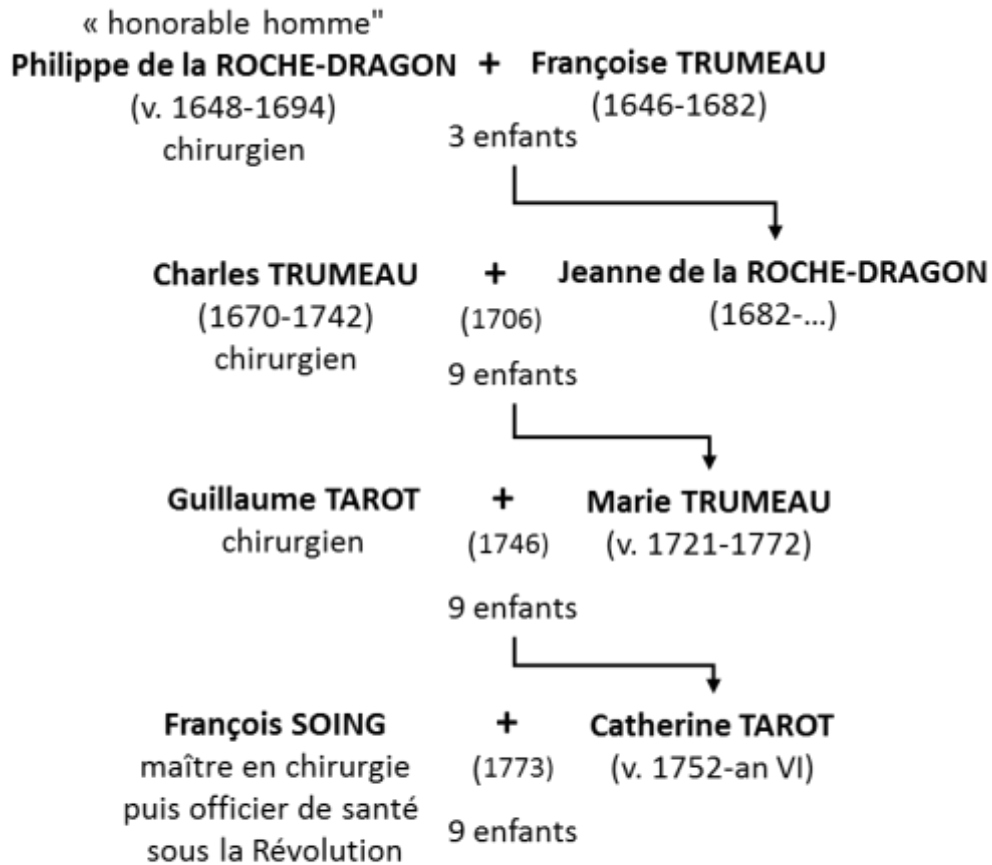 « honorable homme"
Philippe de la ROCHE-DRAGON + Françoise TRUMEAU
(v. 1648-1694) (1646-1682)
chirurgien 3 enfants
Charles TRUMEAU + Jeanne de la ROCHE-DRAGON
(1670-1742) (1706) (1682-...)
chirurgien
9 enfants
Guillaume TAROT + Marie TRUMEAU
chirurgien (1746) (v. 1721-1772)
9 enfants
François SOING + Catherine TAROT
maître en chirurgie (1773) (v. 1752-an VI)
puis officier de santé
sous la Révolution 9 enfants